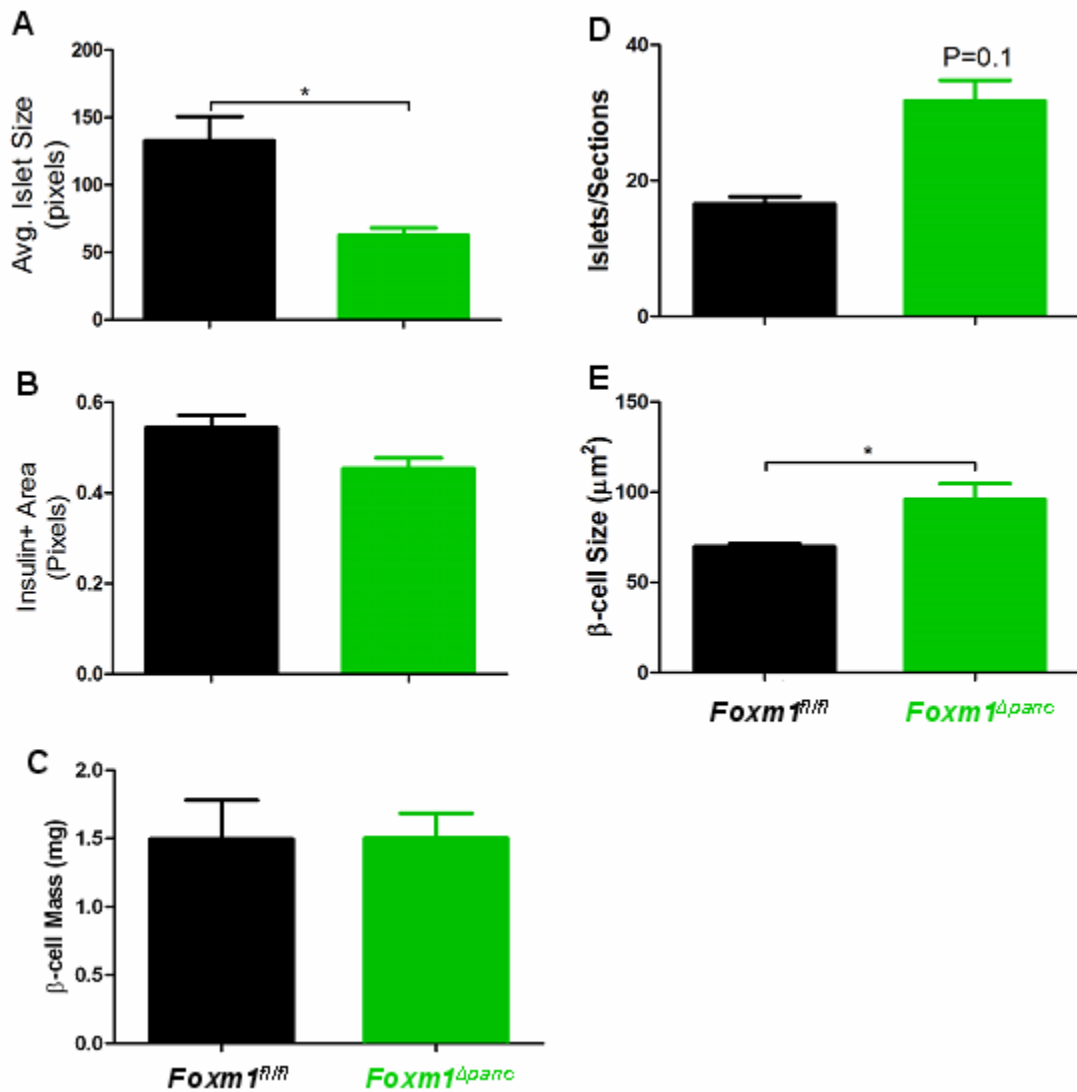 A
Avg. Islet Size
(pixels)
200
150
100
50
0
*
B
Insulin+ Area
(Pixels)
0.6
0.4
0.2
0.0
C
β-cell Mass (mg)
2.0
1.5
1.0
0.5
0.0
Foxm1fl/fl
Foxm1Δpanc
D
Islets/Sections
40
20
0
P=0.1
E
β-cell Size (μm²)
150
100
50
0
*
Foxm1fl/fl
Foxm1Δpanc